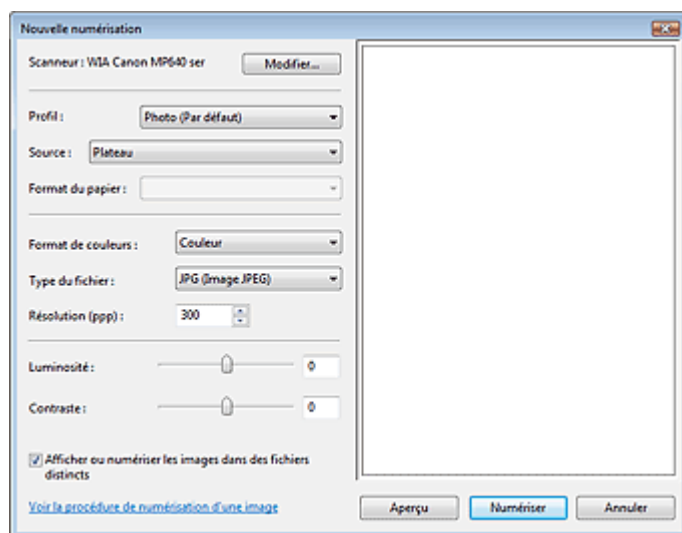 Nouvelle numérisation
Scanneur : WIA Canon MP640 ser
Modifier...
Profil :
Photo (Par défaut)
Source :
Plateau
Format du papier :
Format de couleurs :
Couleur
Type du fichier :
JPG (Image JPEG)
Résolution (ppp) :
300
Luminosité :
0
Contraste :
0
Afficher ou numériser les images dans des fichiers
distincts
Voir la procédure de numérisation d'une image
Aperçu
Numériser
Annuler